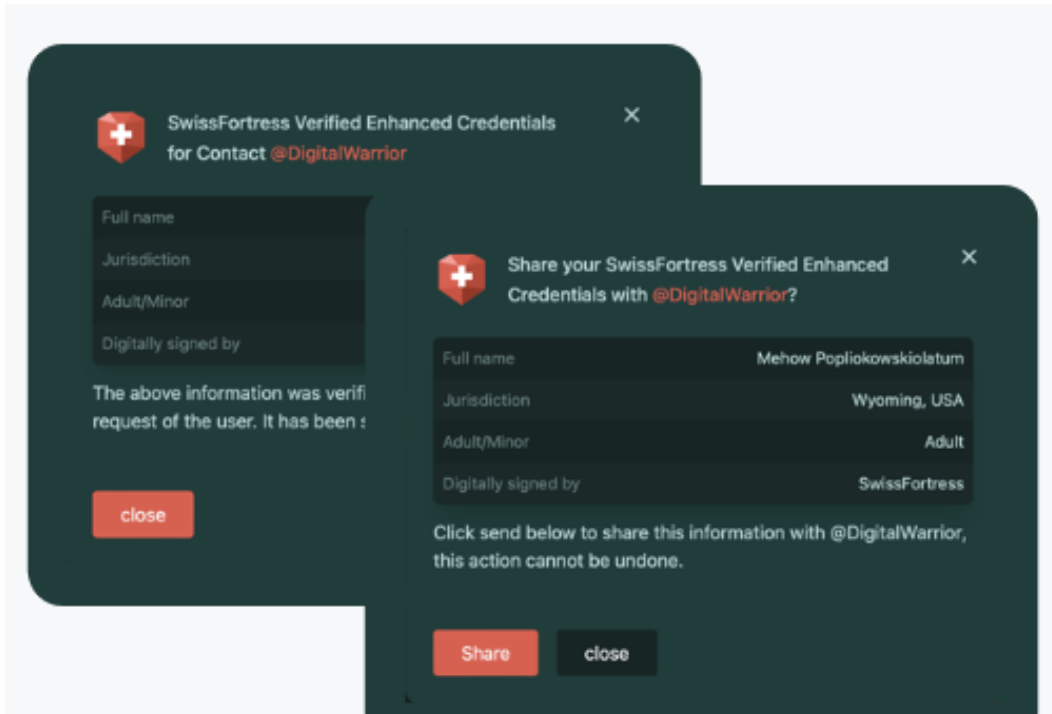 SwissFortress Verified Enhanced Credentials
for Contact @DigitalWarrior
Full name
Jurisdiction
Adult/Minor
Digitally signed by
The above information was verifi
request of the user. It has been s
close
Share your SwissFortress Verified Enhanced
Credentials with @DigitalWarrior?
Full name Mehow Popliokowskiolatum
Jurisdiction Wyoming, USA
Adult/Minor Adult
Digitally signed by SwissFortress
Click send below to share this information with @DigitalWarrior,
this action cannot be undone.
Share close